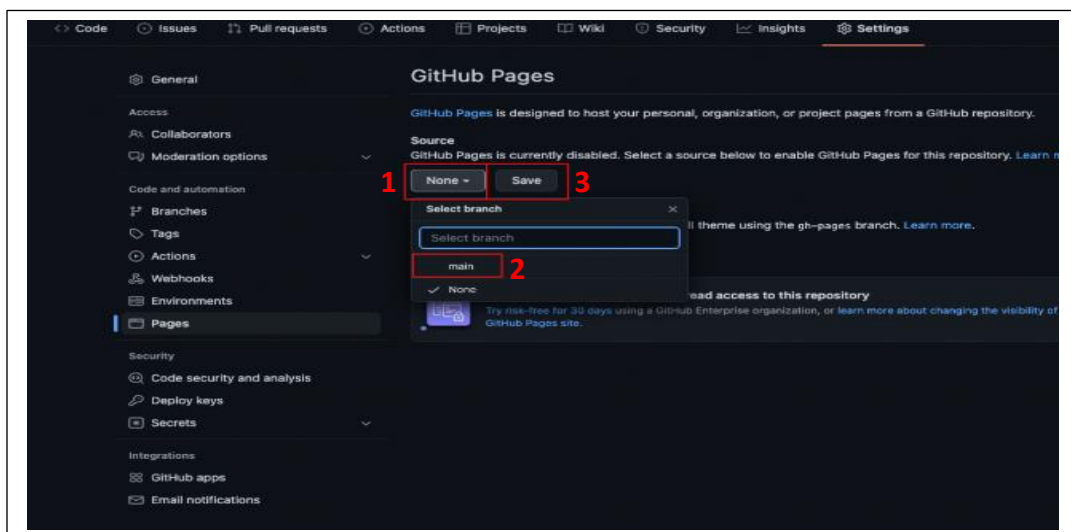 Code Issues Pull requests Actions Projects Wiki Security Insights Settings
General
Access
Collaborators
Moderation options
Code and automation
Branches
Tags
Actions
Webhooks
Environments
Pages
Security
Code security and analysis
Deploy keys
Secrets
Integrations
GitHub apps
Email notifications
GitHub Pages
GitHub Pages is designed to host your personal, organization, or project pages from a GitHub repository.
Source
GitHub Pages is currently disabled. Select a source below to enable GitHub Pages for this repository. Learn
1 None Save 3
Select branch
Select branch
main 2
None
theme using the gh-pages branch. Learn more.
access to this repository
Try risk-free for 30 days using a GitHub Enterprise organization, or learn more about changing the visibility of
GitHub Pages site.